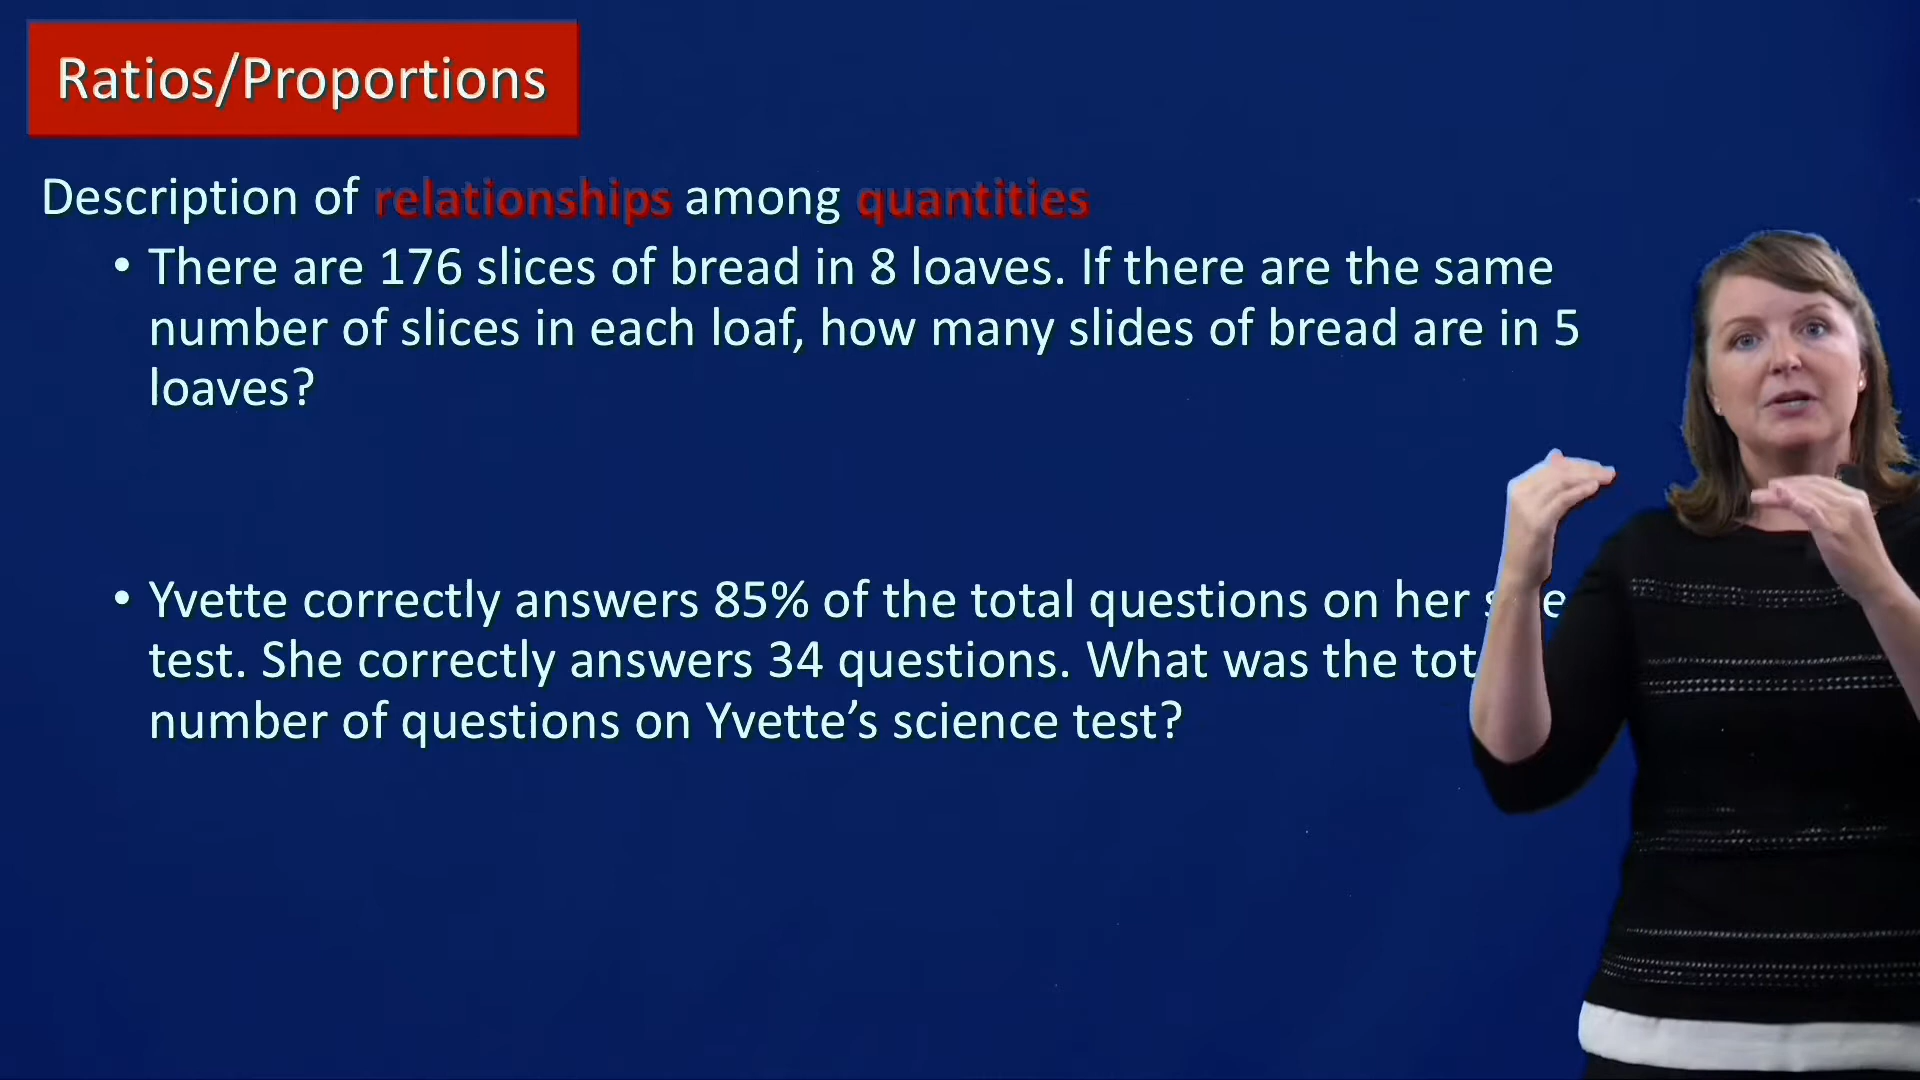 Ratios/Proportions
Description of relationships among quantities
• There are 176 slices of bread in 8 loaves. If there are the same
number of slices in each loaf, how many slides of bread are in 5
loaves?
• Yvette correctly answers 85% of the total questions on her
test. She correctly answers 34 questions. What was the
number of questions on Yvette’s science test?